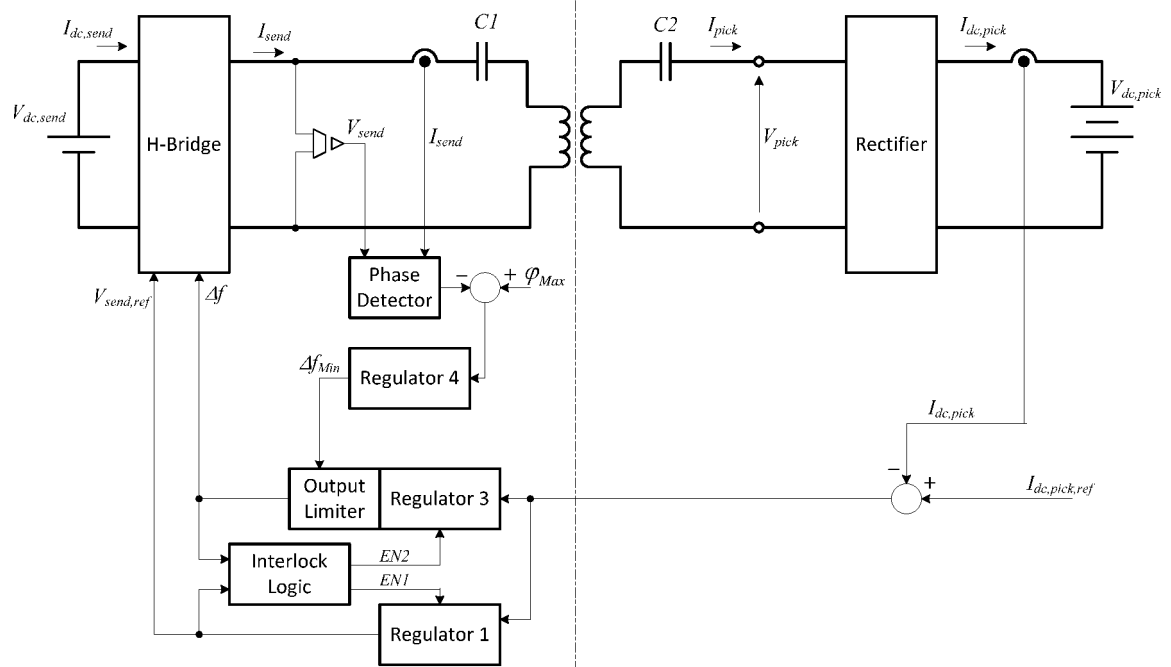 I_dc,send
I_send
C1
C2
I_pick
I_dc,pick
V_dc,send
H-Bridge
V_send
I_send
V_pick
Rectifier
V_dc,pick
V_send,ref
Δf
Phase
Detector
−
+
φ_Max
Δf_Min
Regulator 4
I_dc,pick
Output
Limiter
Regulator 3
−
+
I_dc,pick,ref
Interlock
Logic
EN2
EN1
Regulator 1